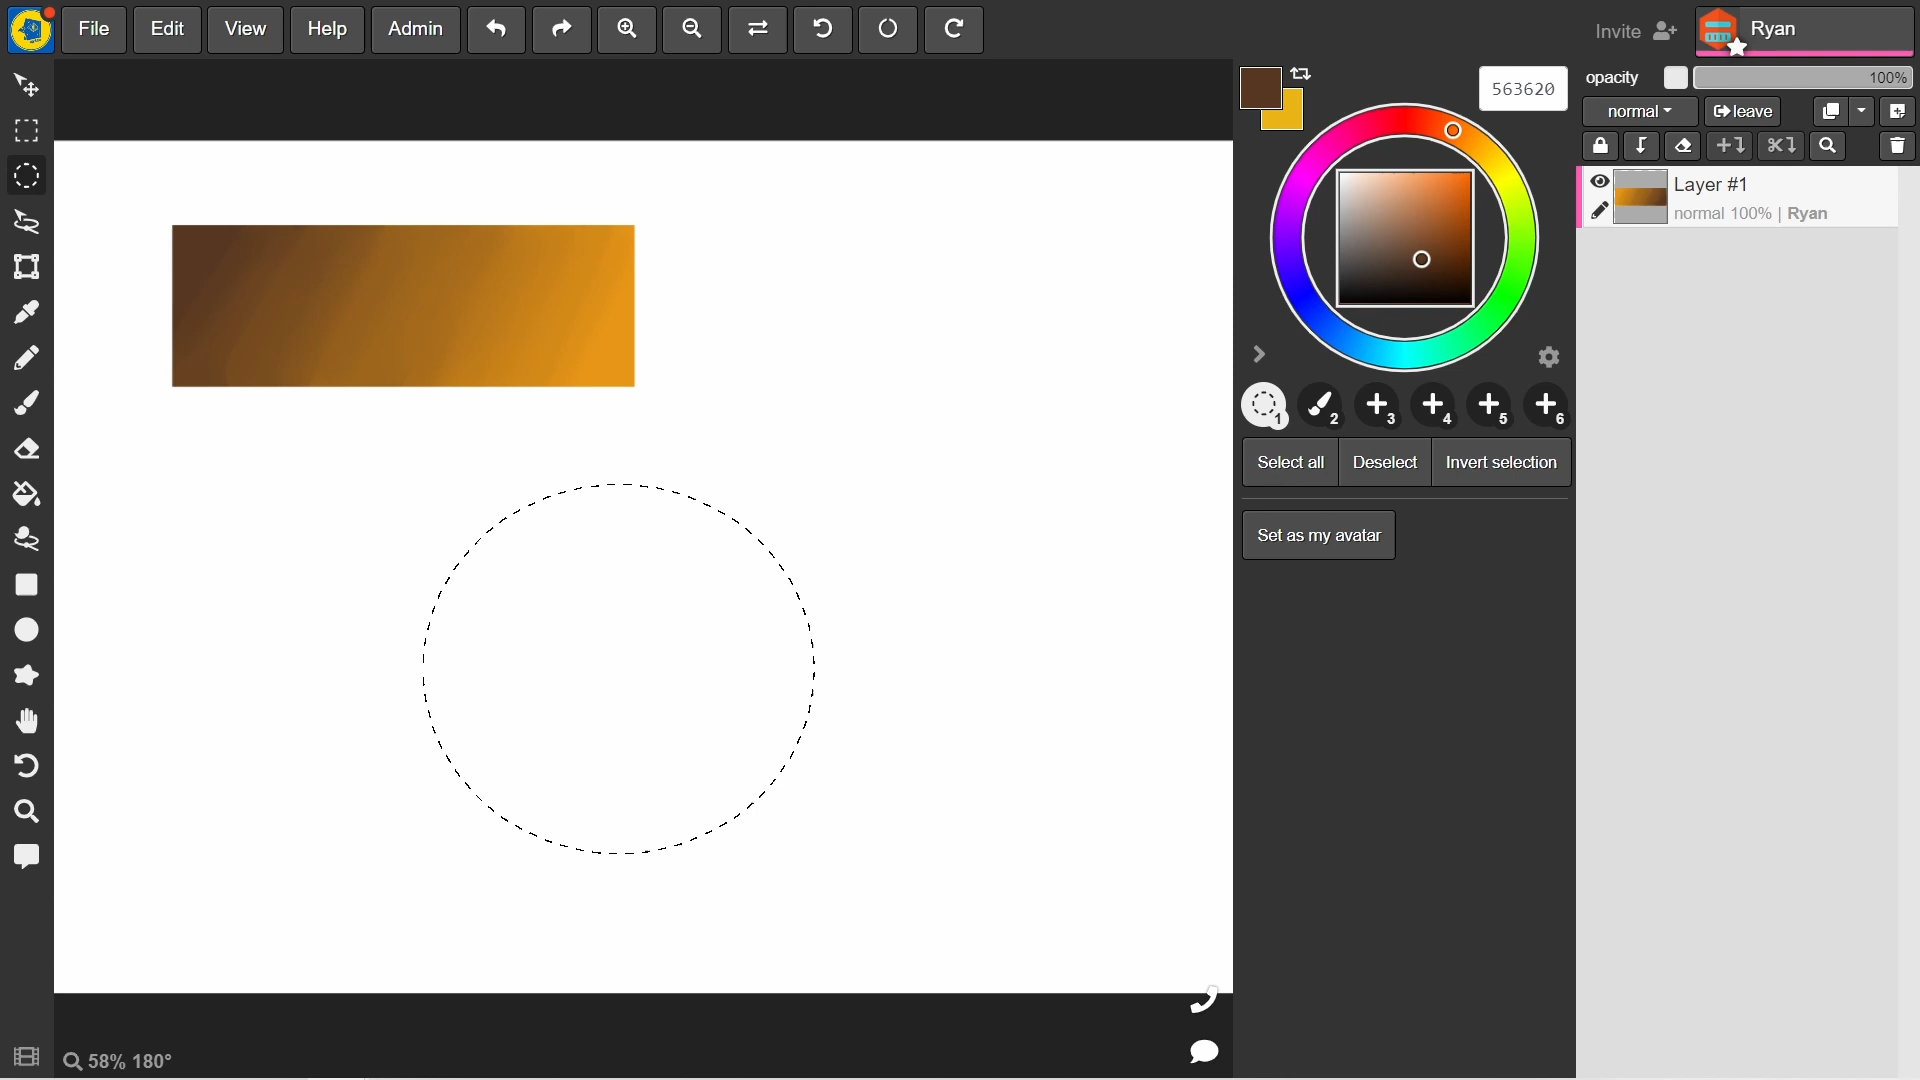 File Edit View Help Admin
Invite Ryan
563620
opacity 100%
normal leave
Layer #1
normal 100% | Ryan
1 2 3 4 5 6
Select all Deselect Invert selection
Set as my avatar
58% 180°